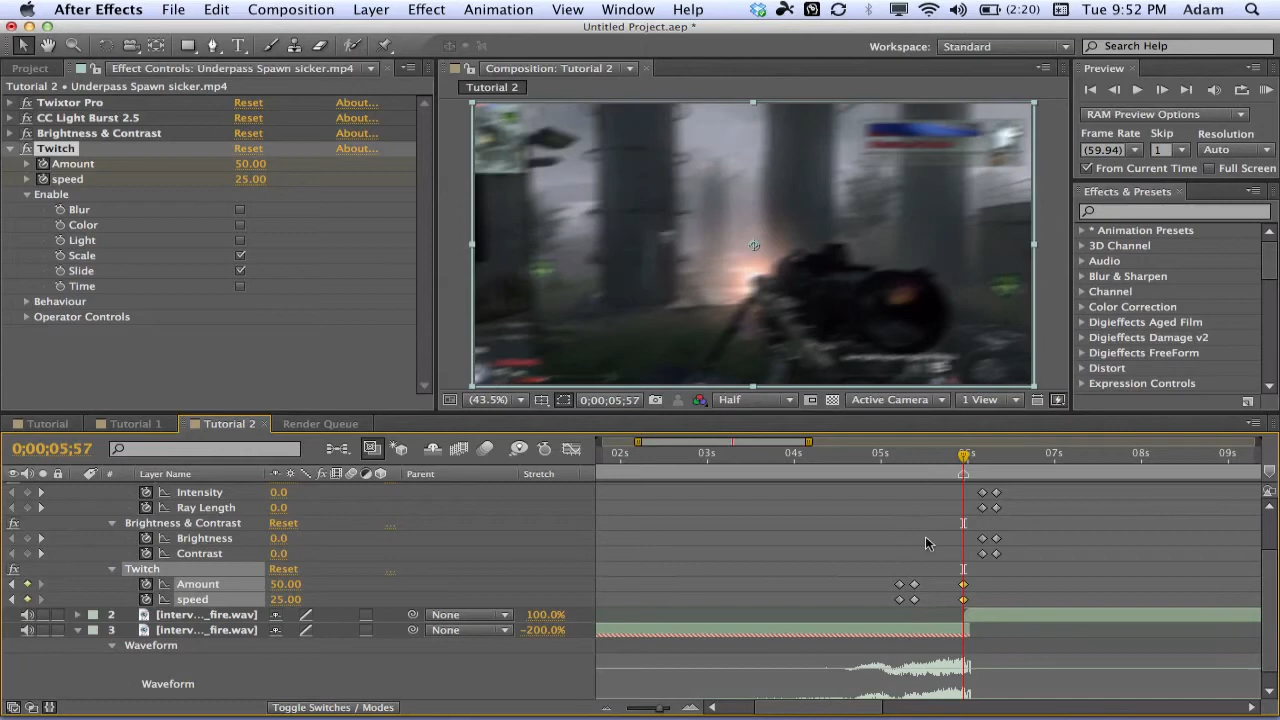 After Effects File Edit Composition Layer Effect Animation View Window Help (2:20) Tue 9:52 PM Adam
Untitled Project.aep *
Workspace: Standard Search Help
Project Effect Controls: Underpass Spawn sicker.mp4 Composition: Tutorial 2 Preview
Tutorial 2 • Underpass Spawn sicker.mp4 Tutorial 2
fx Twixtor Pro Reset About...
fx CC Light Burst 2.5 Reset About...
fx Brightness & Contrast Reset About...
fx Twitch Reset About...
Amount 50.00
speed 25.00
Enable
Blur
Color
Light
Scale
Slide
Time
Behaviour
Operator Controls
RAM Preview Options
Frame Rate Skip Resolution
(59.94) 1 Auto
From Current Time Full Screen
Effects & Presets
* Animation Presets
3D Channel
Audio
Blur & Sharpen
Channel
Color Correction
Digieffects Aged Film
Digieffects Damage v2
Digieffects FreeForm
Distort
Expression Controls
(43.5%) 0;00;05;57 Half Active Camera 1 View
Tutorial Tutorial 1 Tutorial 2 Render Queue
0;00;05;57
# Layer Name fx Parent Stretch
02s 03s 04s 05s 06s 07s 08s 09s
Intensity 0.0
Ray Length 0.0
fx Brightness & Contrast Reset ...
Brightness 0.0
Contrast 0.0
fx Twitch Reset ...
Amount 50.00
speed 25.00
2 [interv..._fire.wav] None 100.0%
3 [interv..._fire.wav] None -200.0%
Waveform
Waveform
Toggle Switches / Modes